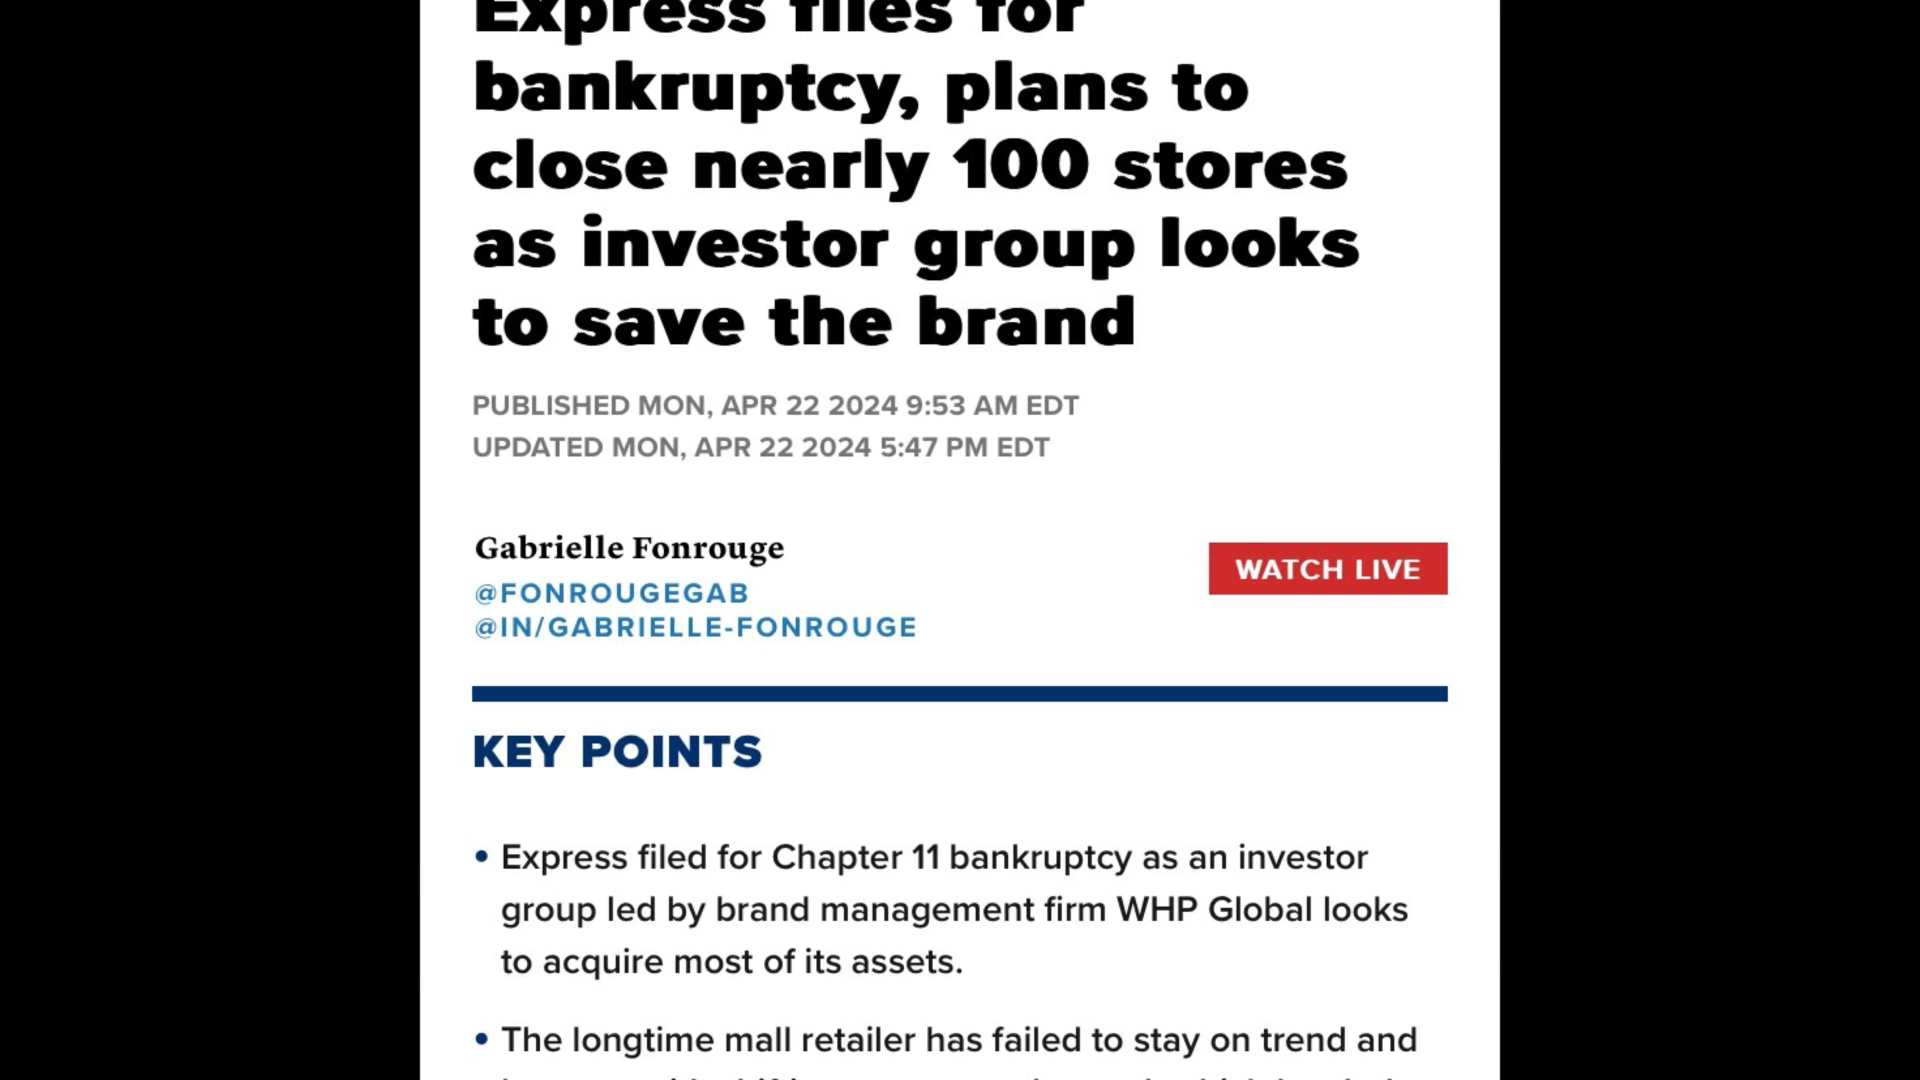 Express files for
bankruptcy, plans to
close nearly 100 stores
as investor group looks
to save the brand
PUBLISHED MON, APR 22 2024 9:53 AM EDT
UPDATED MON, APR 22 2024 5:47 PM EDT
Gabrielle Fonrouge
@FONROUGEGAB
@IN/GABRIELLE-FONROUGE
WATCH LIVE
KEY POINTS
• Express filed for Chapter 11 bankruptcy as an investor
group led by brand management firm WHP Global looks
to acquire most of its assets.
• The longtime mall retailer has failed to stay on trend and